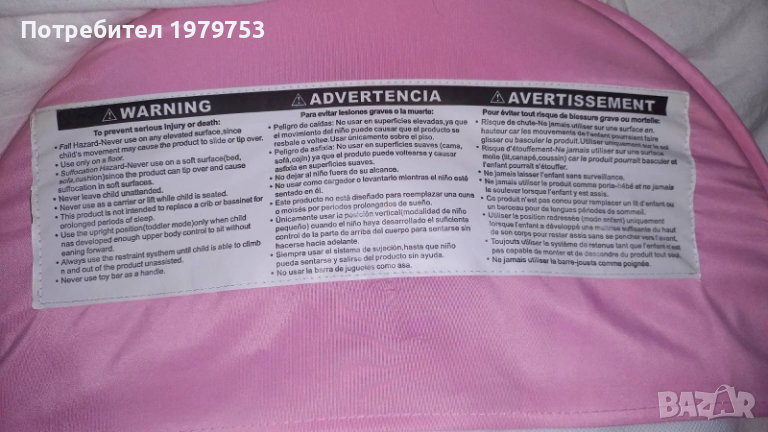 Потребител 1979753
⚠ WARNING
To prevent serious injury or death:
• Fall Hazard-Never use on any elevated surface,since
child's movement may cause the product to slide or tip over.
• Use only on a floor.
• Suffocation Hazard-Never use on a soft surface(bed,
sofa,cushion)since the product can tip over and cause
suffocation in soft surfaces.
• Never leave child unattended.
• Never use as a carrier or lift while child is seated.
• This product is not intended to replace a crib or bassinet for
prolonged periods of sleep.
• Use the upright position(toddler mode)only when child
has developed enough upper body control to sit without
eaning forward.
• Always use the restraint system until child is able to climb
n and out of the product unassisted.
• Never use toy bar as a handle.
⚠ ADVERTENCIA
Para evitar lesiones graves o la muerte:
• Peligro de caídas: No usar en superficies elevadas,ya que
el movimiento del niño puede causar que el producto se
resbale o voltee.Usar únicamente sobre el piso.
• Peligro de asfixia: No usar en superficies suaves (cama,
sofá,cojín) ya que el producto puede voltearse y causar
asfixia en superficies suaves.
• No dejar al niño fuera de su alcance.
• No usar como cargador o levantar mientras el niño esté
sentado en él.
• Este producto no está diseñado para reemplazar una cuna
o moisés por periodos prolongados de sueño.
• Únicamente usar la posición vertical(modalidad de niño
pequeño) cuando el niño haya desarrollado el suficiente
control de la parte de arriba del cuerpo para sentarse sin
hacerse hacia adelante.
• Siempre usar el sistema de sujeción,hasta que niño
pueda sentarse y salirse del producto sin ayuda.
• No usar la barra de juguetes como asa.
⚠ AVERTISSEMENT
Pour éviter tout risque de blessure grave ou mortelle:
• Risque de chute-Ne jamais utiliser sur une surface en
hauteur car les mouvements de l'enfant pourraient faire
glisser ou basculer le produit. Utiliser uniquement sur le sol.
• Risque d'étouffement-Ne jamais utiliser sur une surface
molle (lit,canapé,coussin) car le produit pourrait basculer et
l'enfant pourrait s'étouffer.
• Ne jamais laisser l'enfant sans surveillance.
• Ne jamais utiliser le produit comme porte-bébé et ne jamais
le soulever lorsque l'enfant est dedans.
• Ce produit n'est pas conçu pour remplacer un lit d'enfant ou
un berceau pour de longues périodes de sommeil.
• Utiliser la position redressée (mode enfant) uniquement
lorsque l'enfant a développé une maîtrise suffisante du haut
de son corps pour rester assis sans se pencher vers l'avant.
• Toujours utiliser le système de retenue tant que l'enfant n'est
pas capable de monter et de descendre du produit tout seul.
• Ne jamais utiliser la barre-jouets comme poignée.
BAZAR